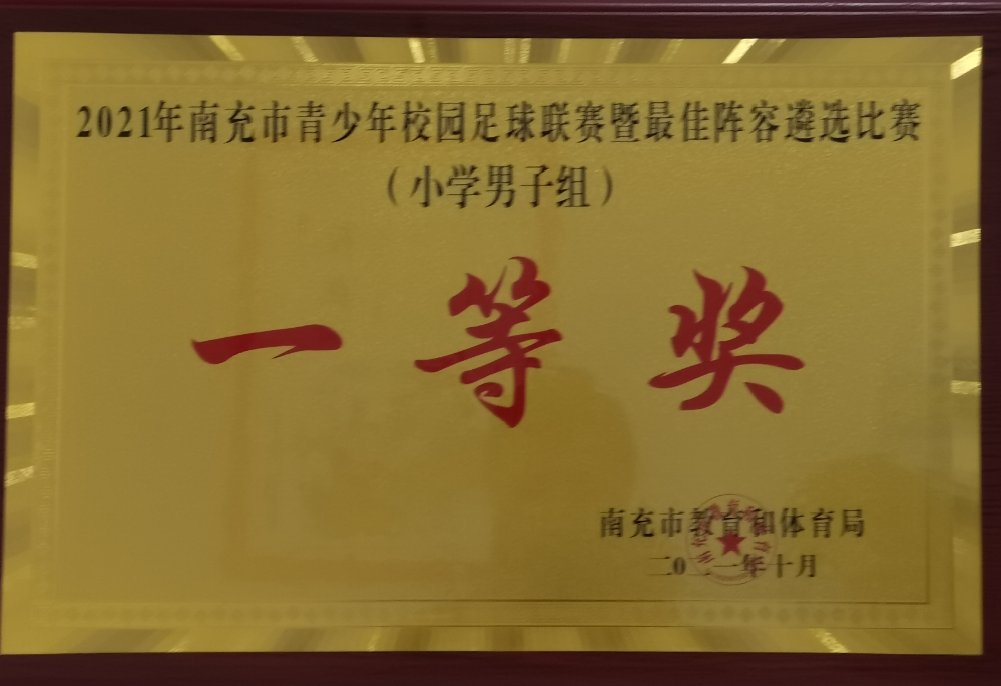 2021年南充市青少年校园足球联赛暨最佳阵容遴选比赛
（小学男子组）
一等奖
南充市教育和体育局
二0二一年十月